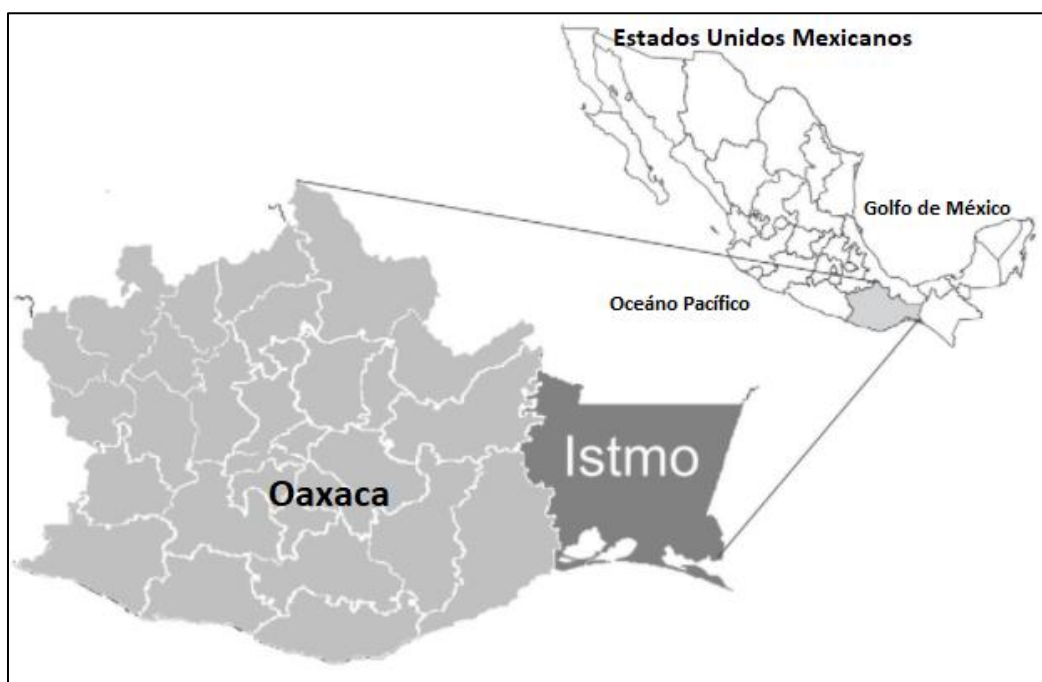 Estados Unidos Mexicanos
Golfo de México
Oceáno Pacífico
Istmo
Oaxaca